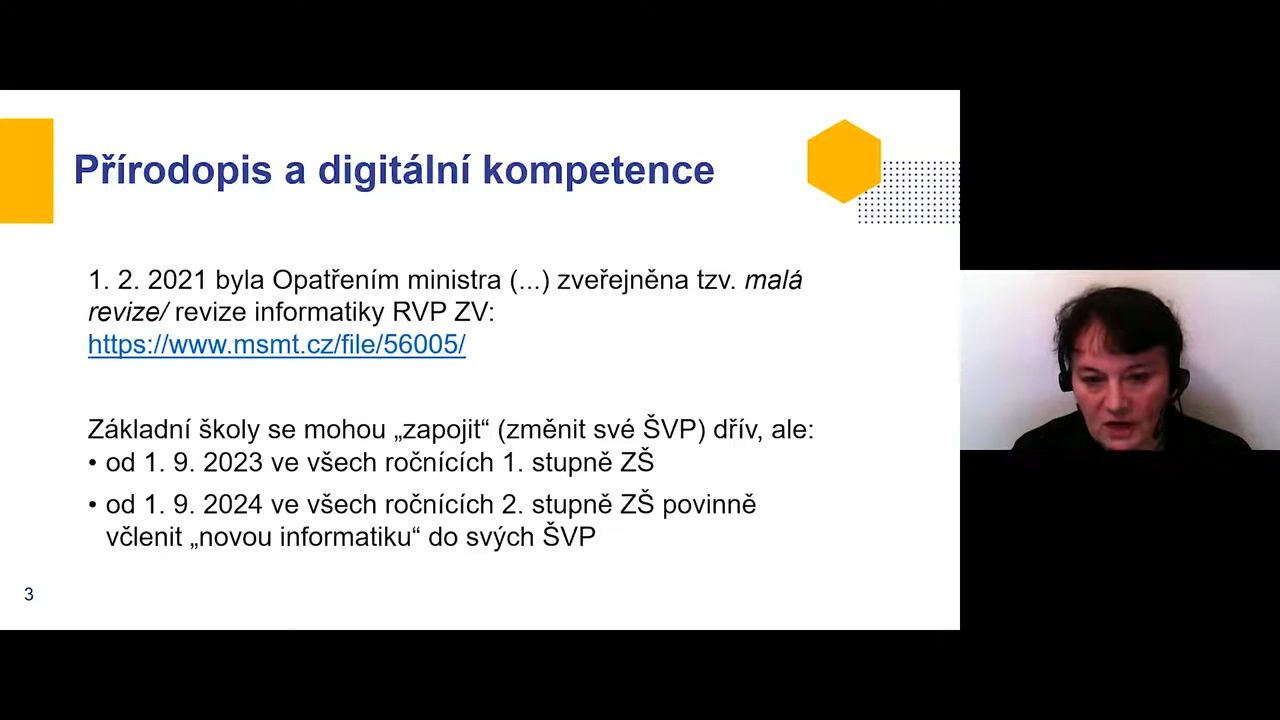 Přírodopis a digitální kompetence
1. 2. 2021 byla Opatřením ministra (...) zveřejněna tzv. malá
revize/ revize informatiky RVP ZV:
https://www.msmt.cz/file/56005/
Základní školy se mohou „zapojit“ (změnit své ŠVP) dřív, ale:
• od 1. 9. 2023 ve všech ročnících 1. stupně ZŠ
• od 1. 9. 2024 ve všech ročnících 2. stupně ZŠ povinně
včlenit „novou informatiku“ do svých ŠVP
3